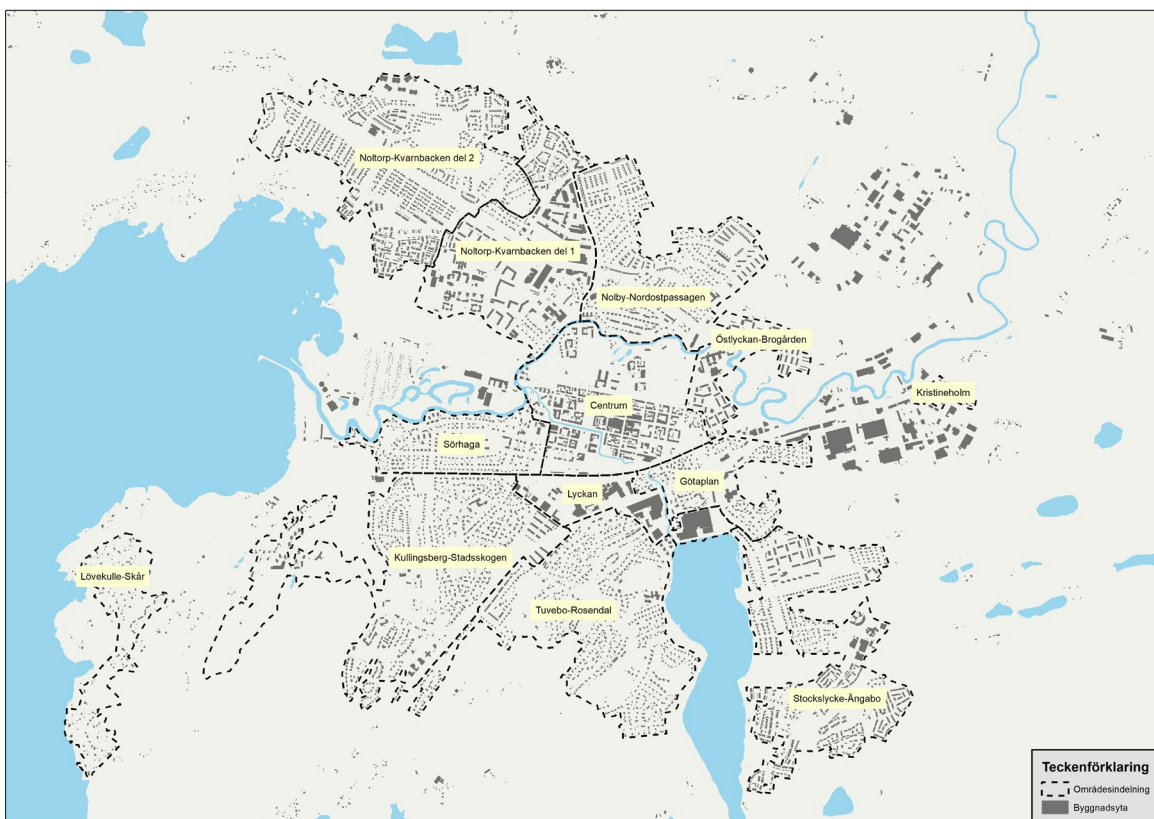 Noltorp-Kvarnbacken del 2
Noltorp-Kvarnbacken del 1
Nolby-Nordostpassagen
Östlyckan-Brogården
Kristineholm
Centrum
Sörhaga
Götaplan
Lyckan
Kullingsberg-Stadsskogen
Lövekulle-Skår
Tuvebo-Rosendal
Stockslycke-Ängabo
Teckenförklaring
Områdesindelning
Byggnadsyta